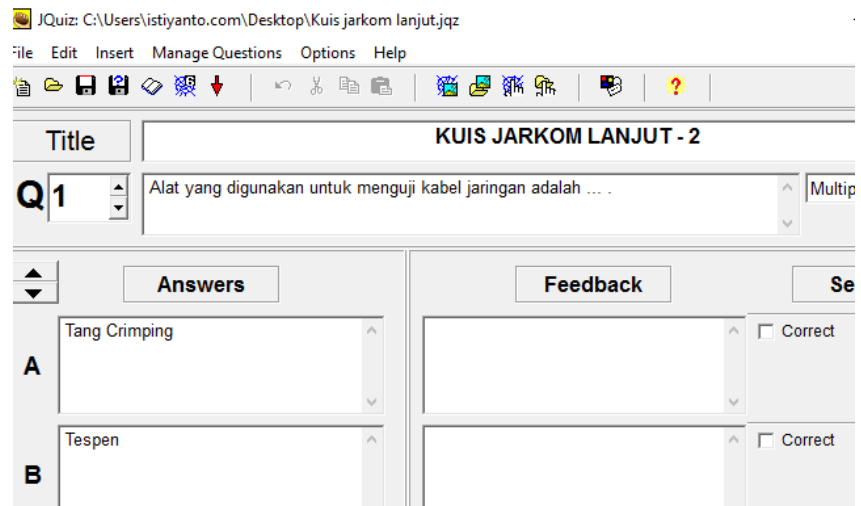 JQuiz: C:\Users\istiyanto.com\Desktop\Kuis jarkom lanjut.jqz
File Edit Insert Manage Questions Options Help
Title
KUIS JARKOM LANJUT - 2
Q 1
Alat yang digunakan untuk menguji kabel jaringan adalah ... .
Multip
Answers
Feedback
Se
A
Tang Crimping
Correct
B
Tespen
Correct